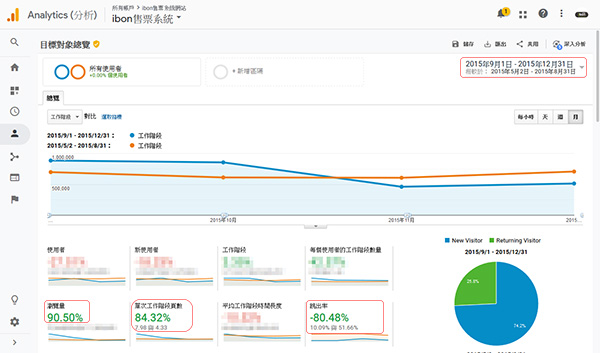 Analytics (分析)
所有帳戶 > ibon售票系統網站
ibon售票系統
1
目標對象總覽
儲存
匯出
共用
深入分析
所有使用者
+0.00% 種使用者
+ 新增區隔
2015年9月1日 - 2015年12月31日
相較於： 2015年5月2日 - 2015年8月31日
總覽
工作階段
對比
選取指標
每小時
天
週
月
2015/9/1 - 2015/12/31： 工作階段
2015/5/2 - 2015/8/31： 工作階段
1,000,000
500,000
...
2015年10月
2015年11月
2015...
使用者
新使用者
工作階段
每個使用者的工作階段數量
瀏覽量
90.50%
單次工作階段頁數
84.32%
7.98 與 4.33
平均工作階段時間長度
跳出率
-80.48%
10.09% 與 51.66%
New Visitor
Returning Visitor
2015/9/1 - 2015/12/31
25.8%
74.2%